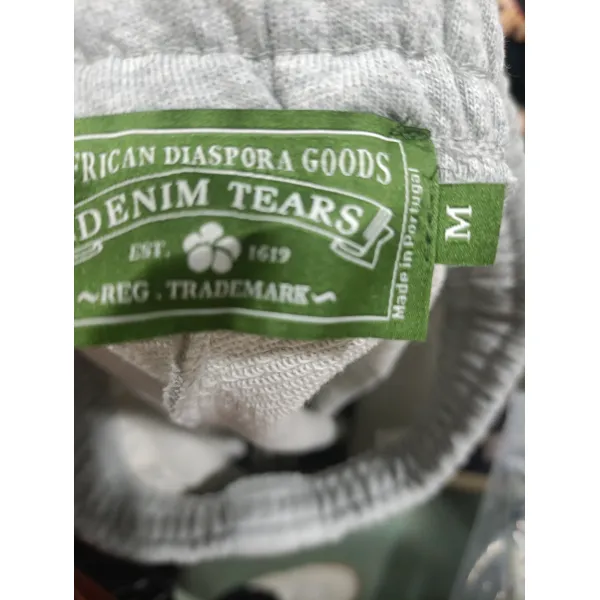 FRICAN DIASPORA GOODS
DENIM TEARS
EST. 1619
~REG. TRADEMARK~
Made in Portugal
M